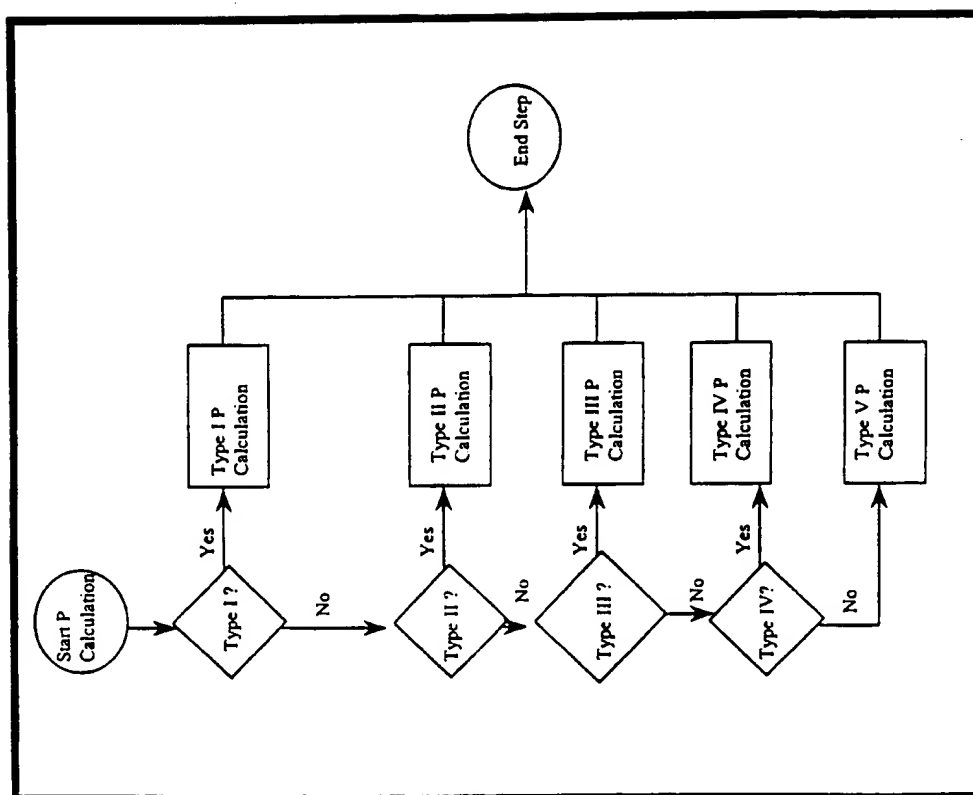 Start P
Calculation
Type I ?
Yes
Type I P
Calculation
No
Type II ?
Yes
Type II P
Calculation
No
Type III ?
Yes
Type III P
Calculation
No
Type IV?
Yes
Type IV P
Calculation
No
Type V P
Calculation
End Step